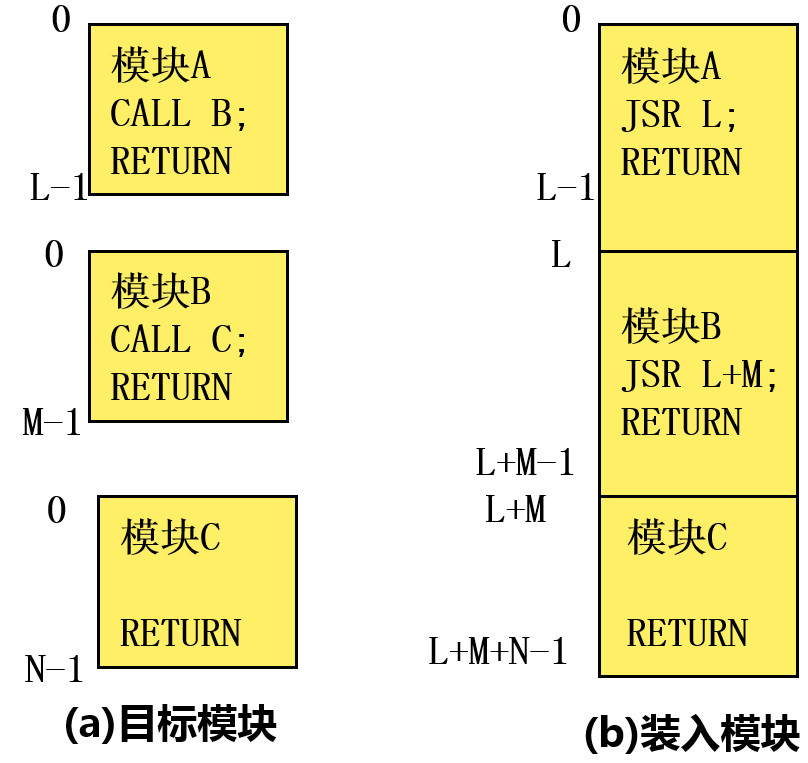 0
模块A
CALL B;
RETURN
L-1
0
模块B
CALL C;
RETURN
M-1
0
模块C
RETURN
N-1
(a)目标模块
0
模块A
JSR L;
RETURN
L-1
L
模块B
JSR L+M;
RETURN
L+M-1
L+M
模块C
RETURN
L+M+N-1
(b)装入模块